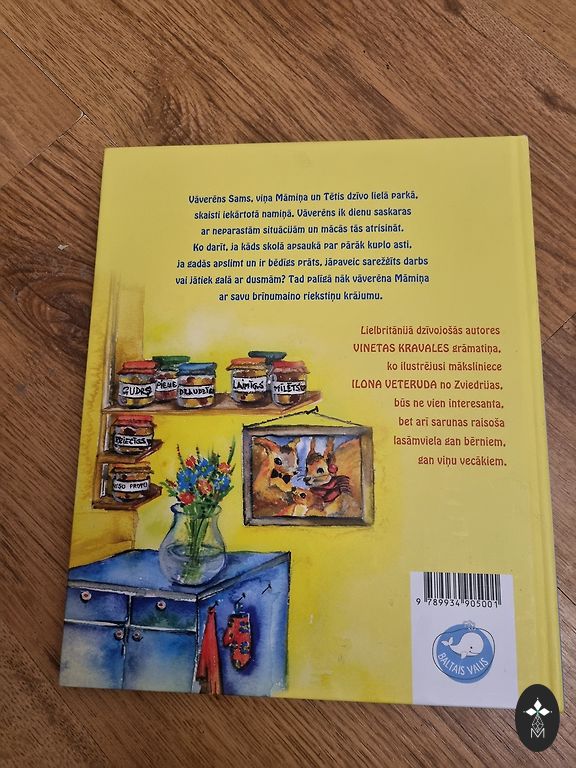 Vāverēns Sams, viņa Māmiņa un Tētis dzīvo lielā parkā,
skaisti iekārtotā namiņā. Vāverēns ik dienu saskaras
ar neparastām situācijām un mācās tās atrisināt.
Ko darīt, ja kāds skolā apsaukā par pārāk kuplo asti,
ja gadās apslimt un ir bēdīgs prāts, jāpaveic sarežģīts darbs
vai jātiek galā ar dusmām? Tad palīgā nāk vāverēna Māmiņa
ar savu brīnumaino riekstiņu krājumu.
Lielbritānijā dzīvojošās autores
VINETAS KRAVALES grāmatiņa,
ko ilustrējusi māksliniece
ILONA VETERUDA no Zviedrijas,
būs ne vien interesanta,
bet arī sarunas raisoša
lasāmviela gan bērniem,
gan viņu vecākiem.
GUDRS
LAIMĪGS
MĪLĒTS
9 789934 905001
BALTAIS VALIS
M